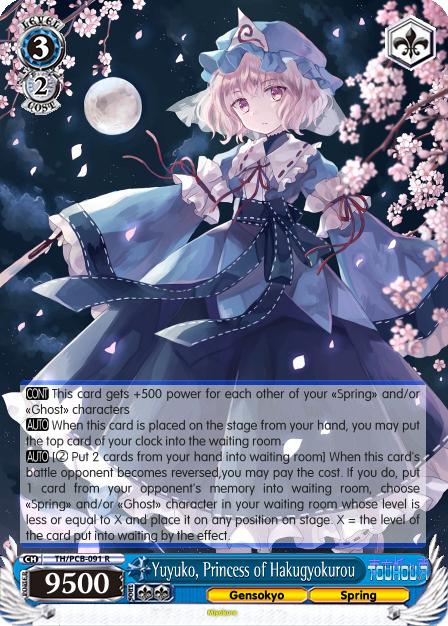 LEVEL
3
2
COST
CONT This card gets +500 power for each other of your «Spring» and/or
«Ghost» characters
AUTO When this card is placed on the stage from your hand, you may put
the top card of your clock into the waiting room.
AUTO [② Put 2 cards from your hand into waiting room] When this card's
battle opponent becomes reversed,you may pay the cost. If you do, put
1 card from your opponent's memory into waiting room, choose
«Spring» and/or «Ghost» character in your waiting room whose level is
less or equal to X and place it on any position on stage. X = the level of
the card put into waiting by the effect.
CH TH/PCB-091 R
POWER
9500
SOUL
Yuyuko, Princess of Hakugyokurou
TOUHOU
Gensokyo
Spring